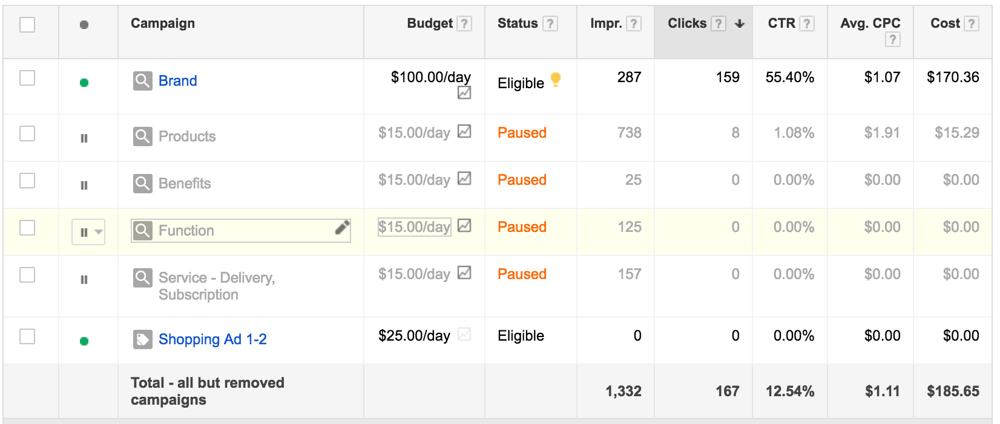 Campaign Budget ? Status ? Impr. ? Clicks ? CTR ? Avg. CPC ? Cost ?
Brand $100.00/day Eligible 287 159 55.40% $1.07 $170.36
Products $15.00/day Paused 738 8 1.08% $1.91 $15.29
Benefits $15.00/day Paused 25 0 0.00% $0.00 $0.00
Function $15.00/day Paused 125 0 0.00% $0.00 $0.00
Service - Delivery, $15.00/day Paused 157 0 0.00% $0.00 $0.00
Subscription
Shopping Ad 1-2 $25.00/day Eligible 0 0 0.00% $0.00 $0.00
Total - all but removed 1,332 167 12.54% $1.11 $185.65
campaigns